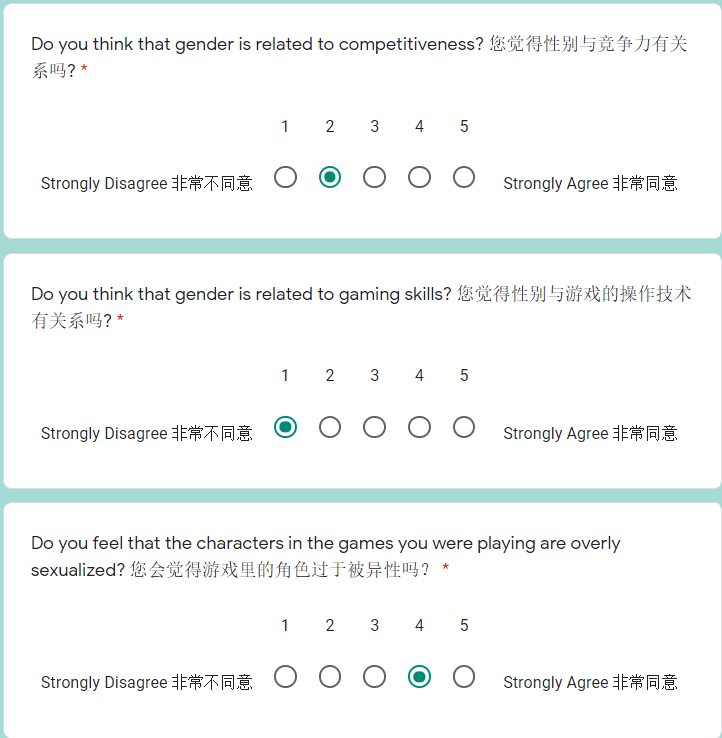 Do you think that gender is related to competitiveness? 您觉得性别与竞争力有关
系吗? *
1 2 3 4 5
Strongly Disagree 非常不同意 Strongly Agree 非常同意
Do you think that gender is related to gaming skills? 您觉得性别与游戏的操作技术
有关系吗? *
1 2 3 4 5
Strongly Disagree 非常不同意 Strongly Agree 非常同意
Do you feel that the characters in the games you were playing are overly
sexualized? 您会觉得游戏里的角色过于被异性吗？ *
1 2 3 4 5
Strongly Disagree 非常不同意 Strongly Agree 非常同意